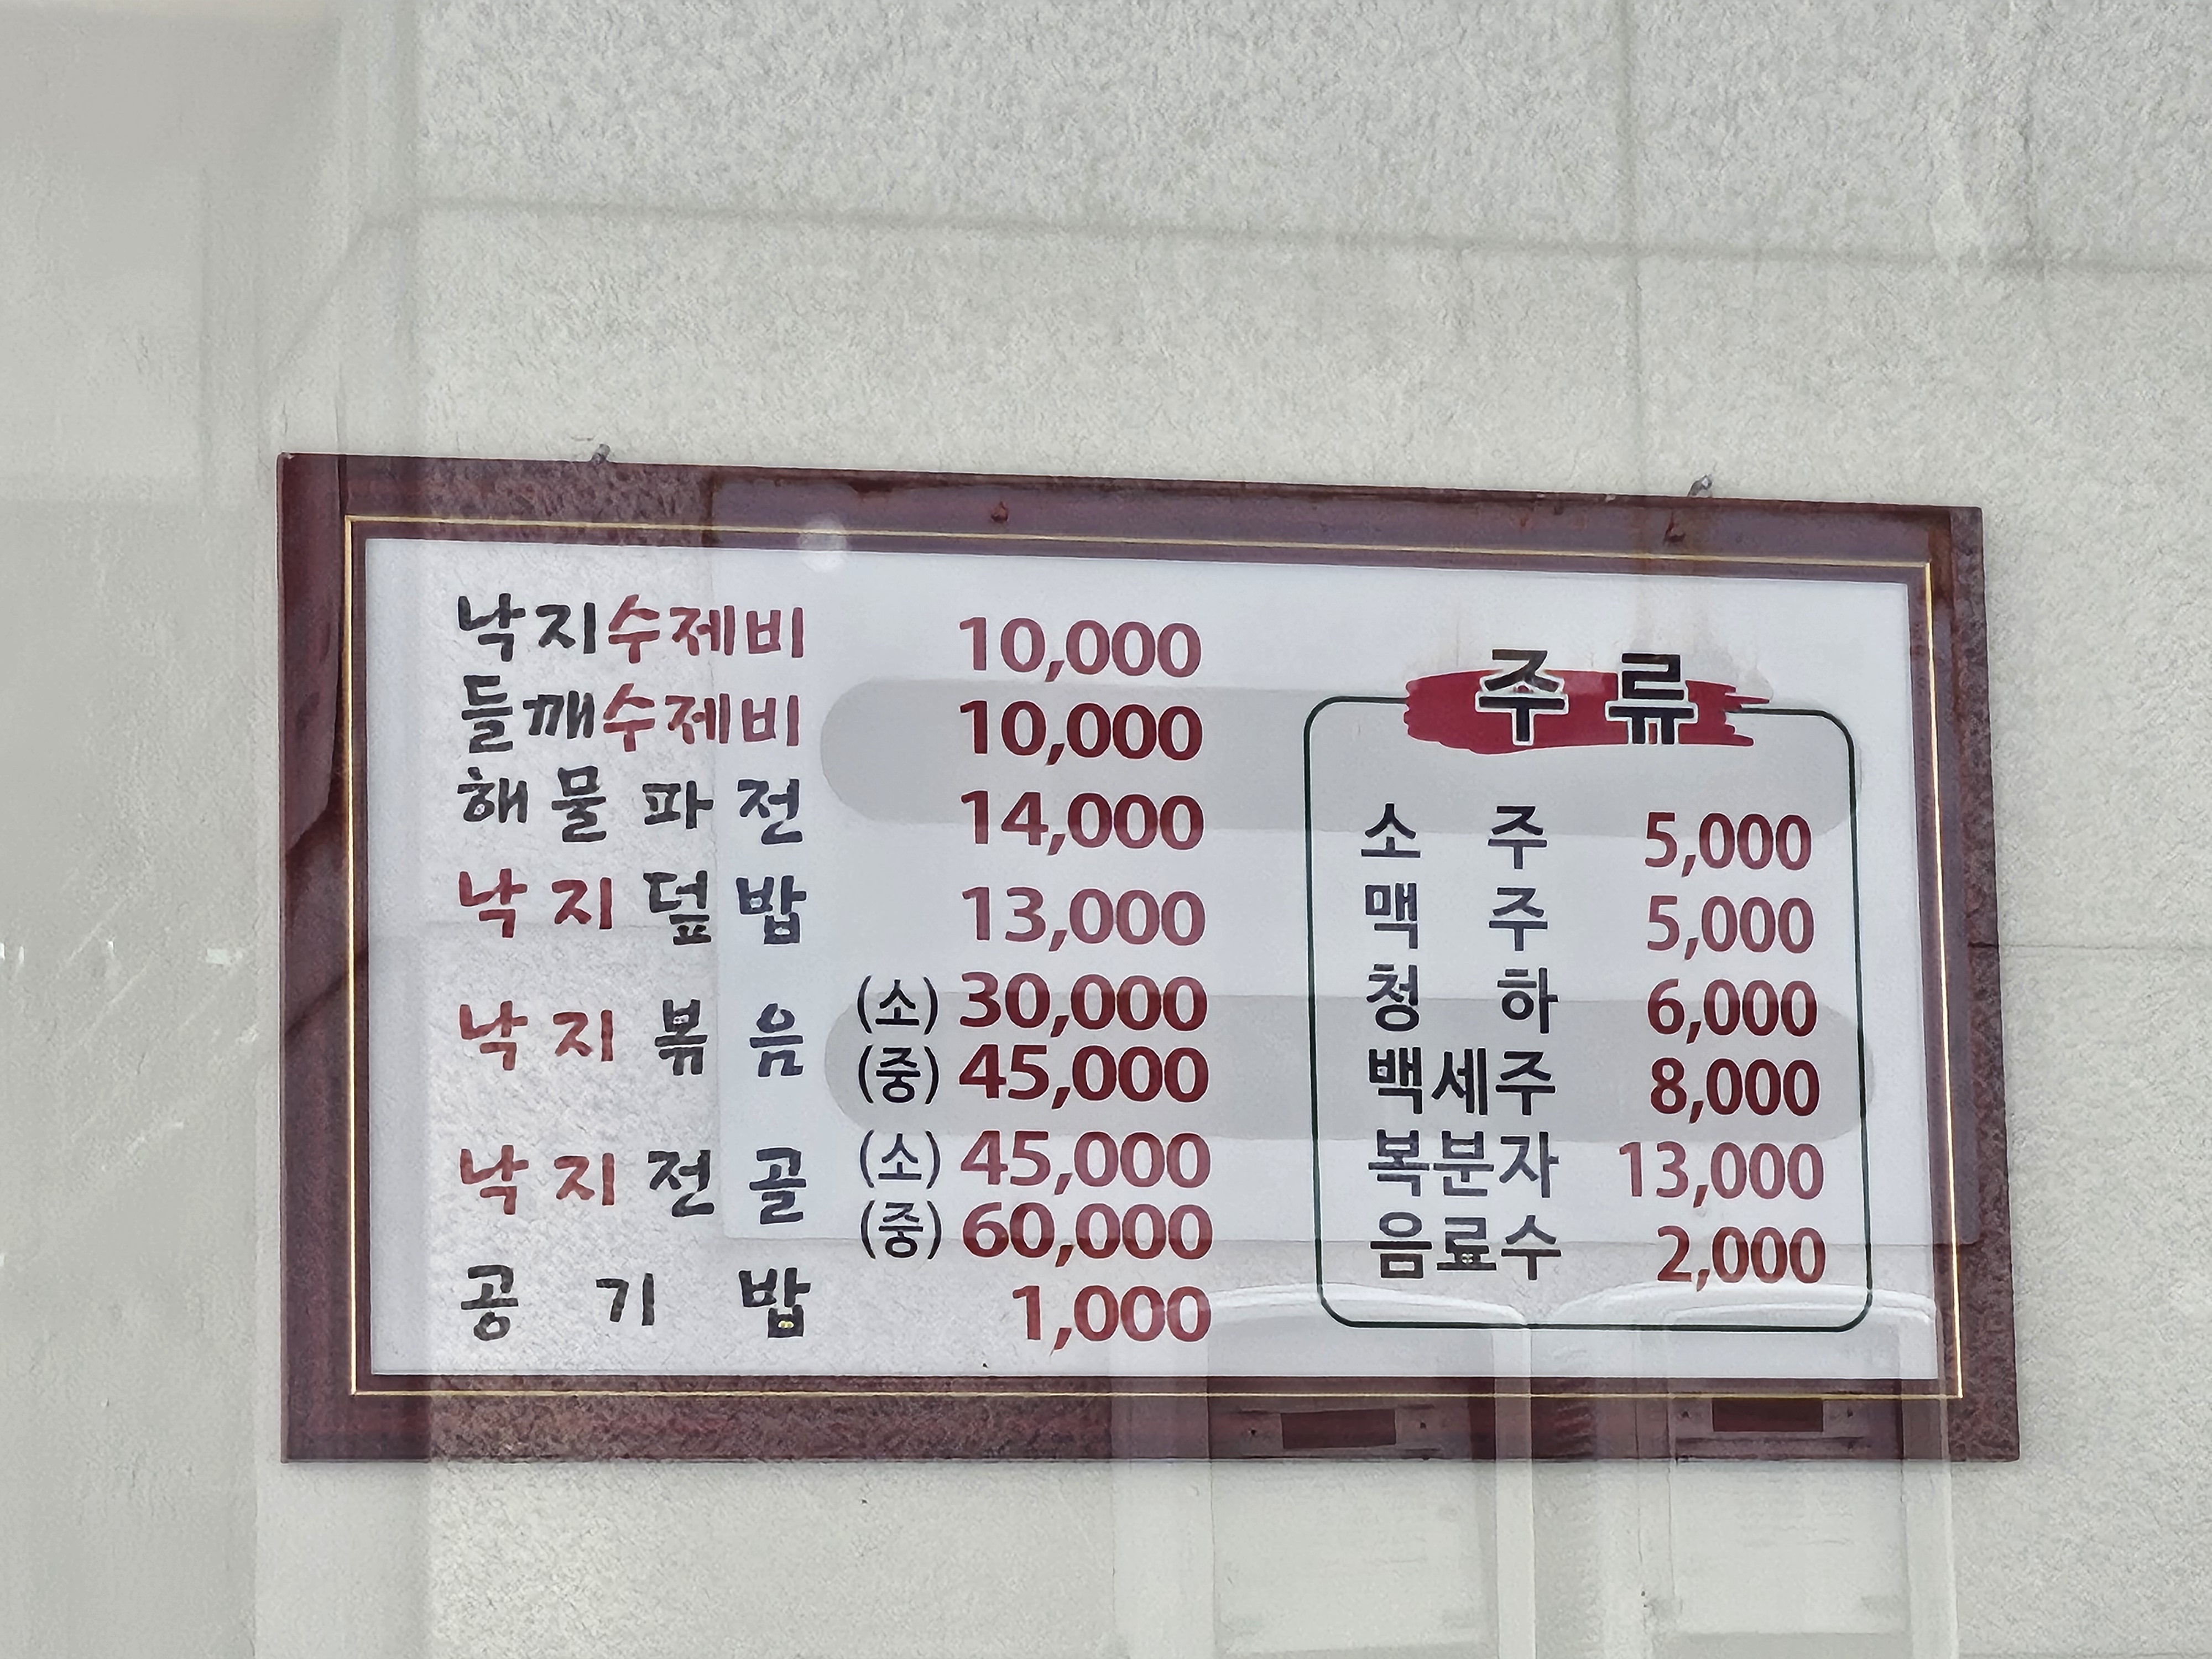 낙지수제비 10,000
들깨수제비 10,000
해물파전 14,000
낙지덮밥 13,000
낙지볶음 (소) 30,000
(중) 45,000
낙지전골 (소) 45,000
(중) 60,000
공기밥 1,000
주류
소주 5,000
맥주 5,000
청하 6,000
백세주 8,000
복분자 13,000
음료수 2,000